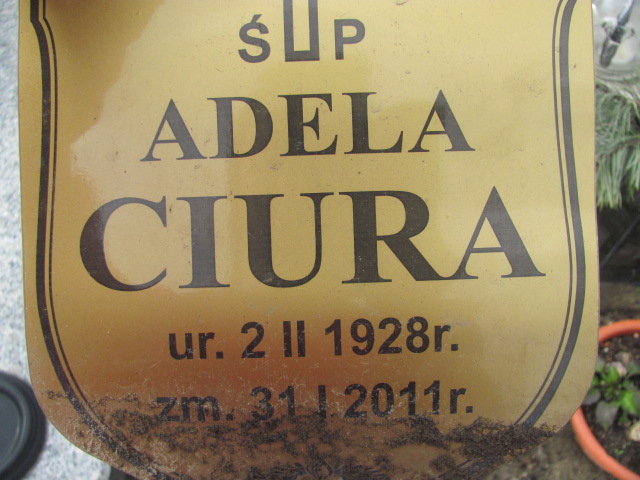 Ś P
ADELA
CIURA
ur. 2 II 1928r.
zm. 31 I 2011r.